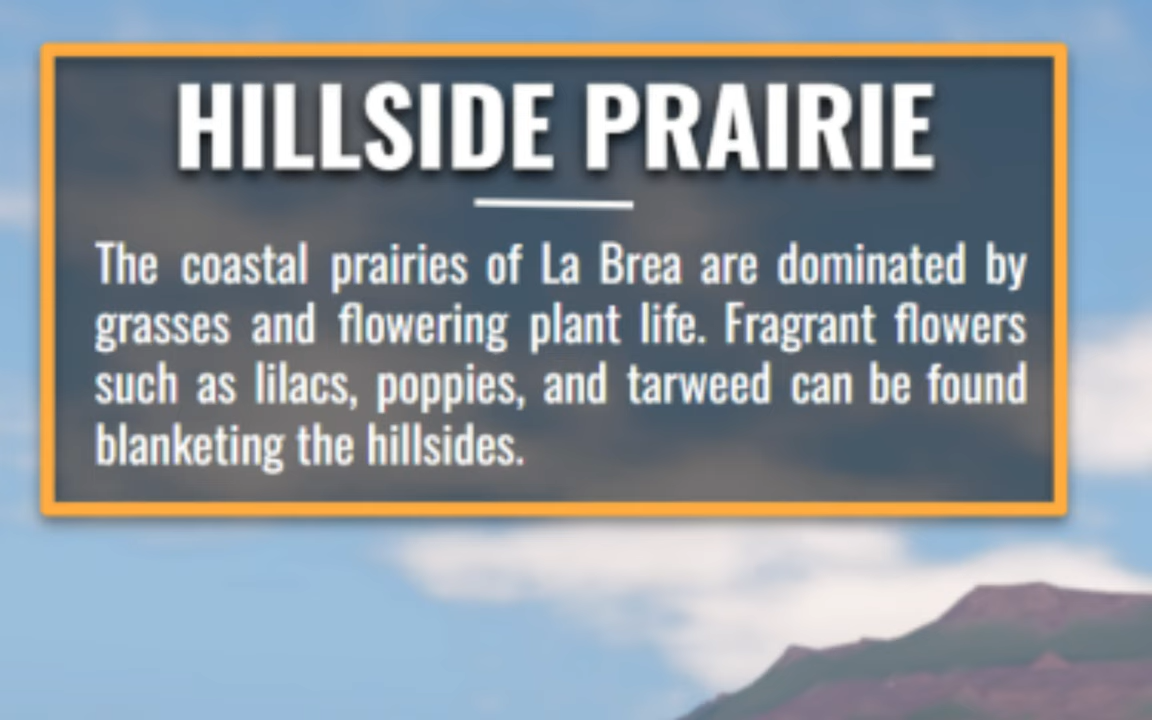 HILLSIDE PRAIRIE
The coastal prairies of La Brea are dominated by
grasses and flowering plant life. Fragrant flowers
such as lilacs, poppies, and tarweed can be found
blanketing the hillsides.